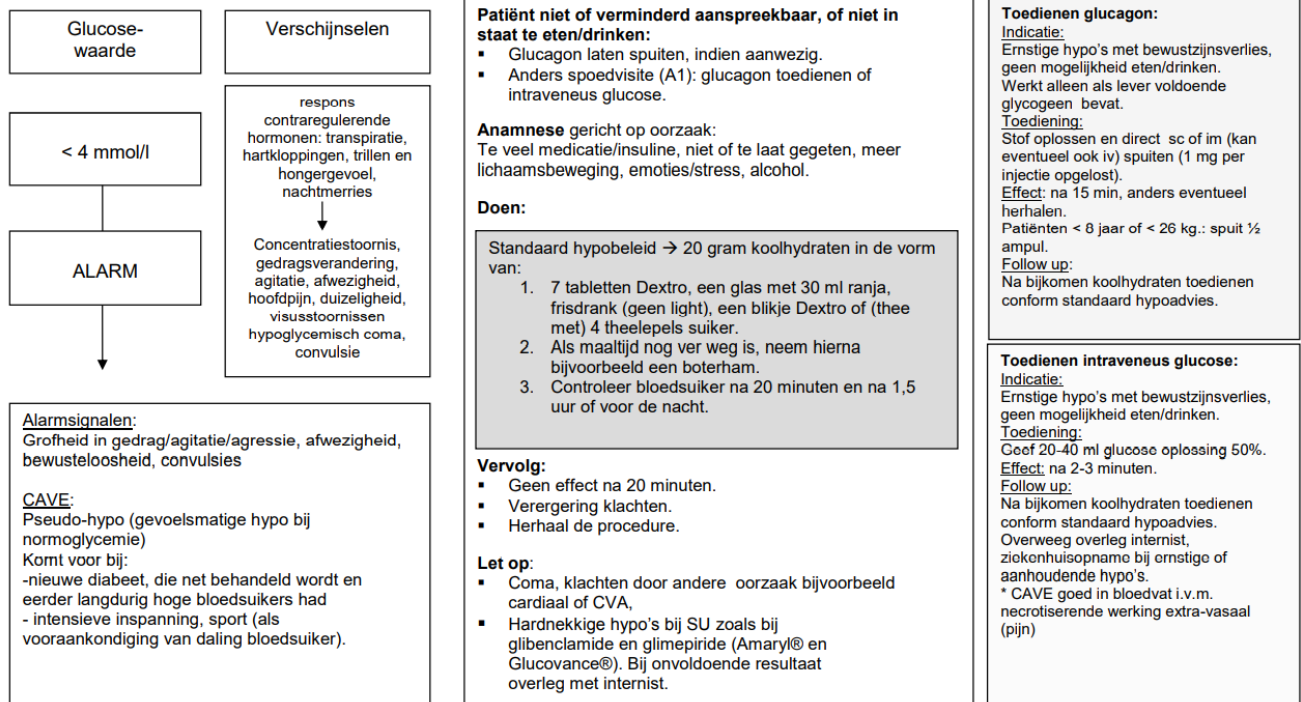 Glucose-
waarde
Verschijnselen
< 4 mmol/l
ALARM
respons
contraregulerende
hormonen: transpiratie,
hartkloppingen, trillen en
hongergevoel,
nachtmerries
Concentratiestoornis,
gedragsverandering,
agitatie, afwezigheid,
hoofdpijn, duizeligheid,
visusstoornissen
hypoglycemisch coma,
convulsie
Alarmsignalen:
Grofheid in gedrag/agitatie/agressie, afwezigheid,
bewusteloosheid, convulsies
CAVE:
Pseudo-hypo (gevoelsmatige hypo bij
normoglycemie)
Komt voor bij:
-nieuwe diabeet, die net behandeld wordt en
eerder langdurig hoge bloedsuikers had
- intensieve inspanning, sport (als
vooraankondiging van daling bloedsuiker).
Patiënt niet of verminderd aanspreekbaar, of niet in
staat te eten/drinken:
▪ Glucagon laten spuiten, indien aanwezig.
▪ Anders spoedvisite (A1): glucagon toedienen of
intraveneus glucose.
Anamnese gericht op oorzaak:
Te veel medicatie/insuline, niet of te laat gegeten, meer
lichaamsbeweging, emoties/stress, alcohol.
Doen:
Standaard hypobeleid → 20 gram koolhydraten in de vorm
van:
1. 7 tabletten Dextro, een glas met 30 ml ranja,
frisdrank (geen light), een blikje Dextro of (thee
met) 4 theelepels suiker.
2. Als maaltijd nog ver weg is, neem hierna
bijvoorbeeld een boterham.
3. Controleer bloedsuiker na 20 minuten en na 1,5
uur of voor de nacht.
Vervolg:
▪ Geen effect na 20 minuten.
▪ Verergering klachten.
▪ Herhaal de procedure.
Let op:
▪ Coma, klachten door andere oorzaak bijvoorbeeld
cardiaal of CVA,
▪ Hardnekkige hypo's bij SU zoals bij
glibenclamide en glimepiride (Amaryl® en
Glucovance®). Bij onvoldoende resultaat
overleg met internist.
Toedienen glucagon:
Indicatie:
Ernstige hypo's met bewustzijnsverlies,
geen mogelijkheid eten/drinken.
Werkt alleen als lever voldoende
glycogeen bevat.
Toediening:
Stof oplossen en direct sc of im (kan
eventueel ook iv) spuiten (1 mg per
injectie opgelost).
Effect: na 15 min, anders eventueel
herhalen.
Patiënten < 8 jaar of < 26 kg.: spuit ½
ampul.
Follow up:
Na bijkomen koolhydraten toedienen
conform standaard hypoadvies.
Toedienen intraveneus glucose:
Indicatie:
Ernstige hypo's met bewustzijnsverlies,
geen mogelijkheid eten/drinken.
Toediening:
Geef 20-40 ml glucose oplossing 50%.
Effect: na 2-3 minuten.
Follow up:
Na bijkomen koolhydraten toedienen
conform standaard hypoadvies.
Overweeg overleg internist,
ziekenhuisopname bij ernstige of
aanhoudende hypo's.
* CAVE goed in bloedvat i.v.m.
necrotiserende werking extra-vasaal
(pijn)